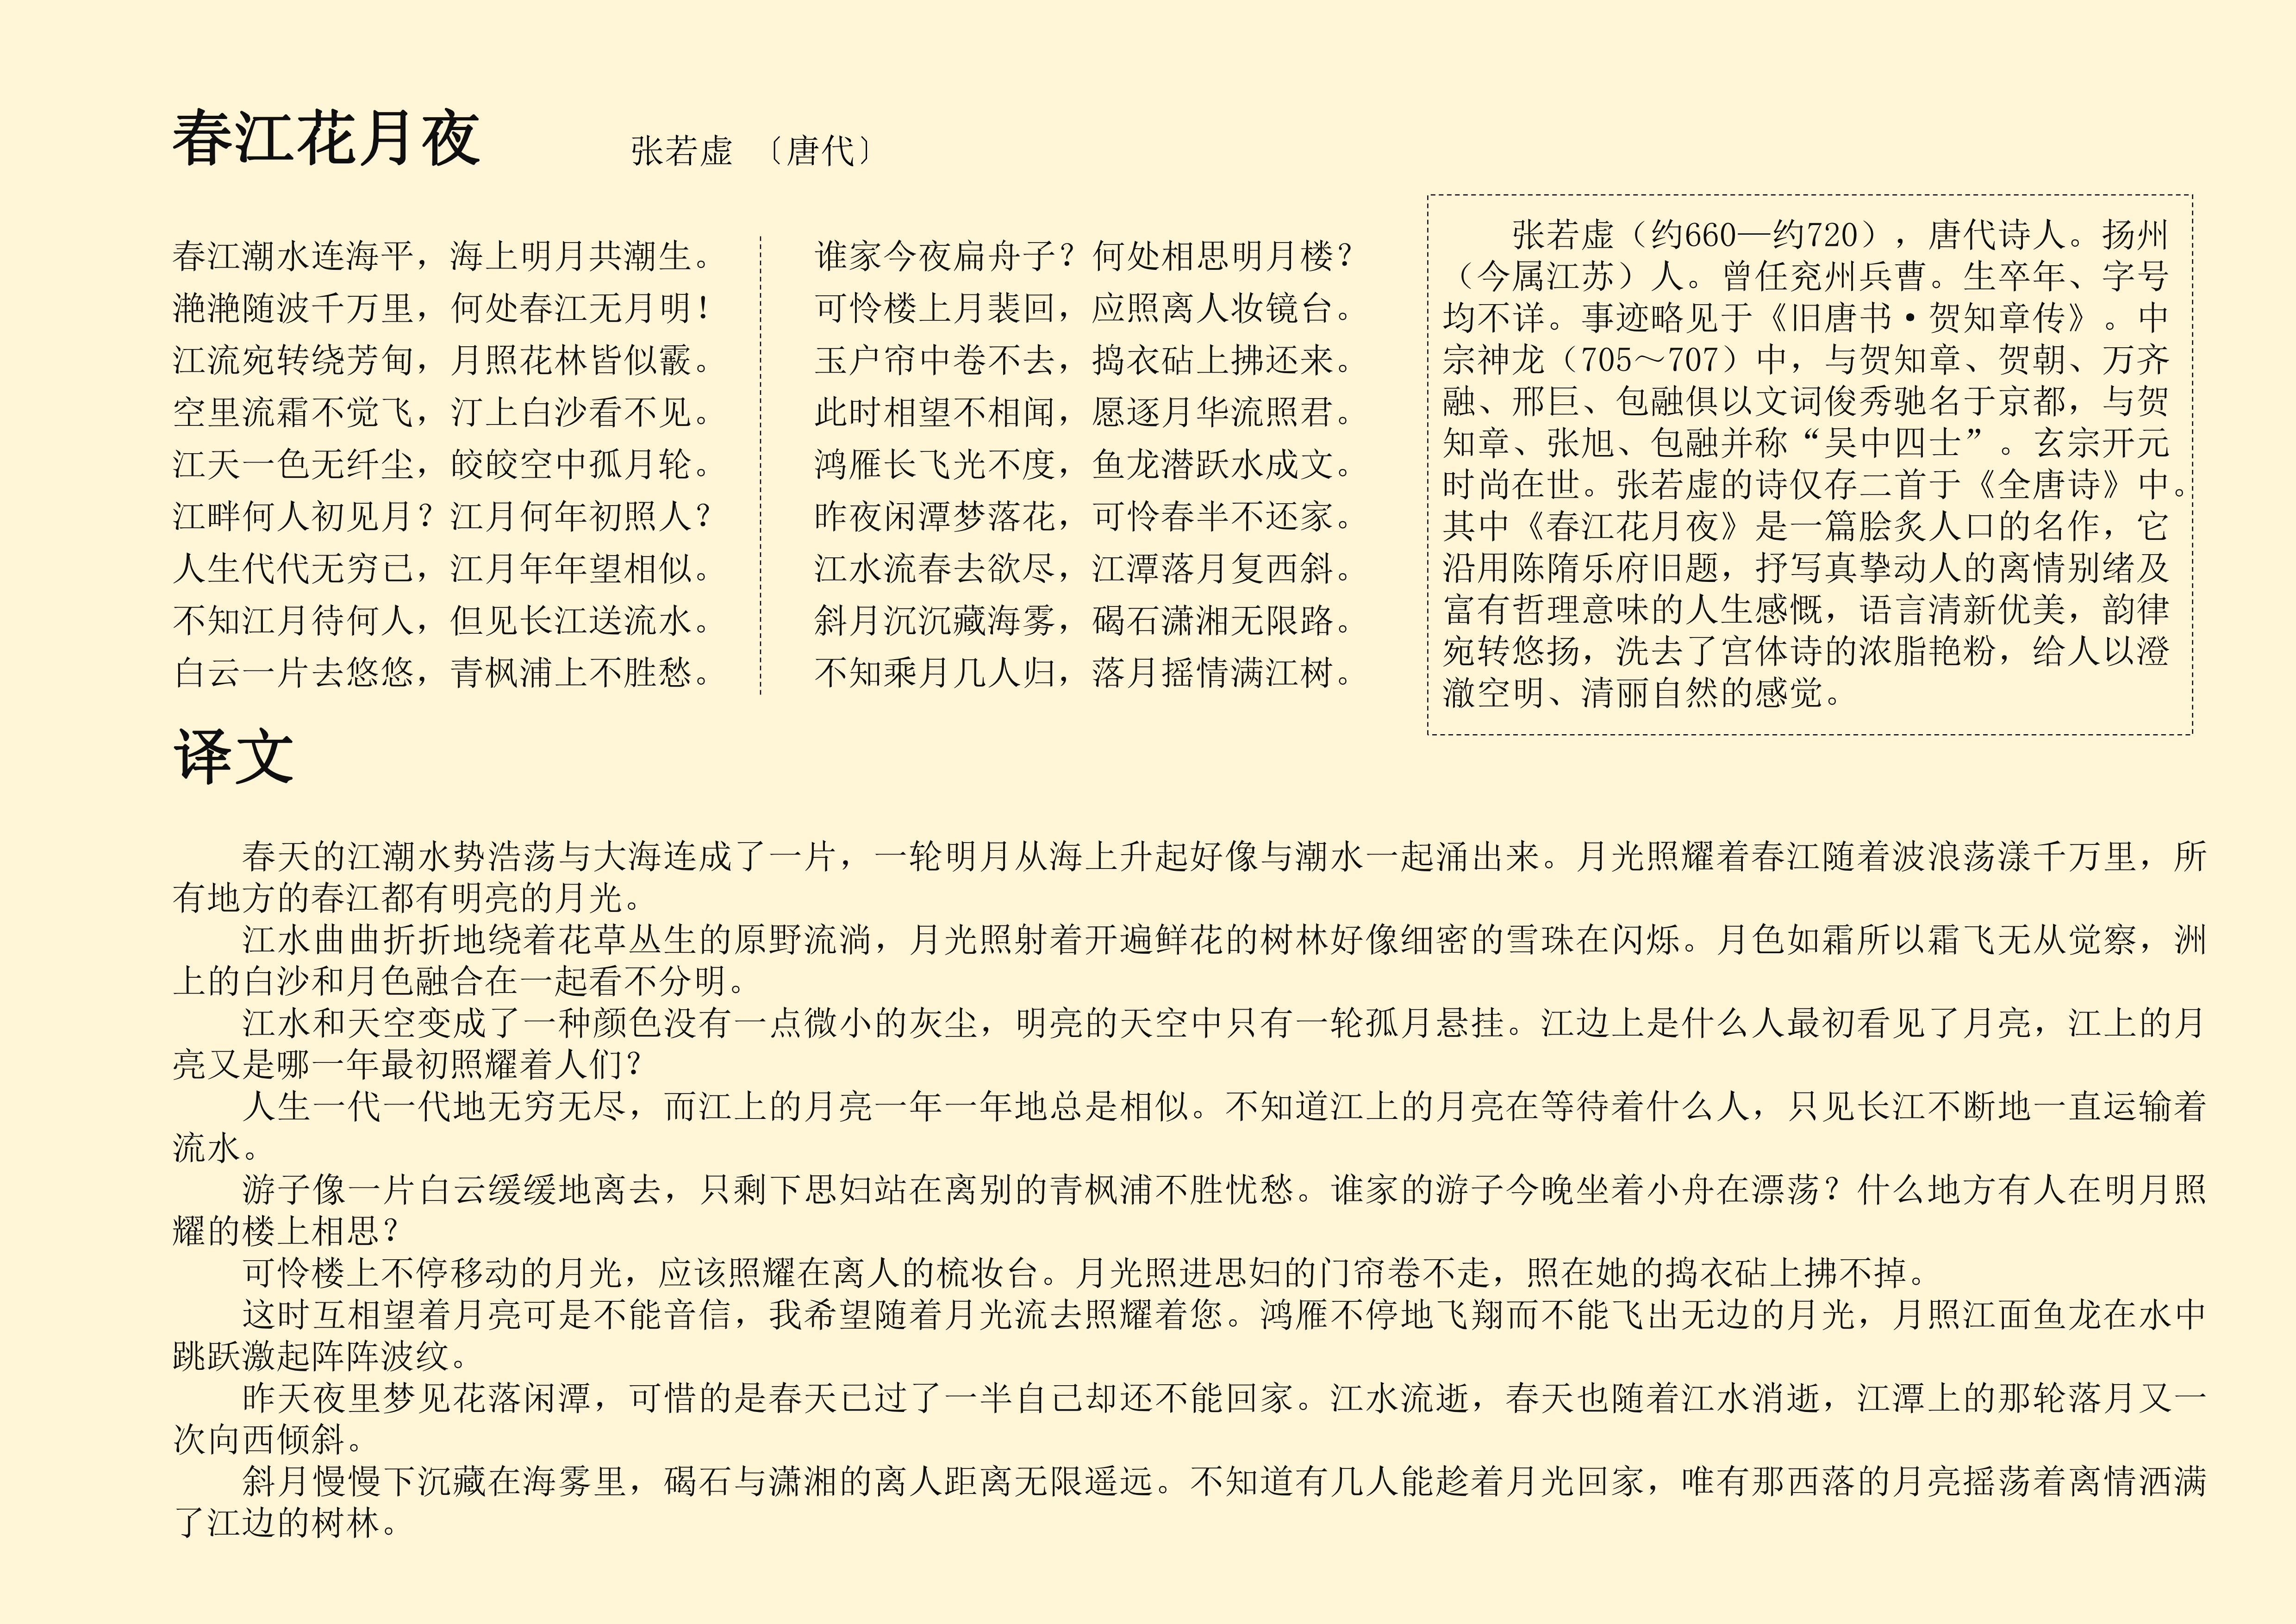 春江花月夜
张若虚 〔唐代〕
春江潮水连海平，海上明月共潮生。
滟滟随波千万里，何处春江无月明！
江流宛转绕芳甸，月照花林皆似霰。
空里流霜不觉飞，汀上白沙看不见。
江天一色无纤尘，皎皎空中孤月轮。
江畔何人初见月？江月何年初照人？
人生代代无穷已，江月年年望相似。
不知江月待何人，但见长江送流水。
白云一片去悠悠，青枫浦上不胜愁。
谁家今夜扁舟子？何处相思明月楼？
可怜楼上月裴回，应照离人妆镜台。
玉户帘中卷不去，捣衣砧上拂还来。
此时相望不相闻，愿逐月华流照君。
鸿雁长飞光不度，鱼龙潜跃水成文。
昨夜闲潭梦落花，可怜春半不还家。
江水流春去欲尽，江潭落月复西斜。
斜月沉沉藏海雾，碣石潇湘无限路。
不知乘月几人归，落月摇情满江树。
张若虚（约660—约720），唐代诗人。扬州
（今属江苏）人。曾任兖州兵曹。生卒年、字号
均不详。事迹略见于《旧唐书·贺知章传》。中
宗神龙（705～707）中，与贺知章、贺朝、万齐
融、邢巨、包融俱以文词俊秀驰名于京都，与贺
知章、张旭、包融并称“吴中四士”。玄宗开元
时尚在世。张若虚的诗仅存二首于《全唐诗》中。
其中《春江花月夜》是一篇脍炙人口的名作，它
沿用陈隋乐府旧题，抒写真挚动人的离情别绪及
富有哲理意味的人生感慨，语言清新优美，韵律
宛转悠扬，洗去了宫体诗的浓脂艳粉，给人以澄
澈空明、清丽自然的感觉。
译文
春天的江潮水势浩荡与大海连成了一片，一轮明月从海上升起好像与潮水一起涌出来。月光照耀着春江随着波浪荡漾千万里，所
有地方的春江都有明亮的月光。
江水曲曲折折地绕着花草丛生的原野流淌，月光照射着开遍鲜花的树林好像细密的雪珠在闪烁。月色如霜所以霜飞无从觉察，洲
上的白沙和月色融合在一起看不分明。
江水和天空变成了一种颜色没有一点微小的灰尘，明亮的天空中只有一轮孤月悬挂。江边上是什么人最初看见了月亮，江上的月
亮又是哪一年最初照耀着人们？
人生一代一代地无穷无尽，而江上的月亮一年一年地总是相似。不知道江上的月亮在等待着什么人，只见长江不断地一直运输着
流水。
游子像一片白云缓缓地离去，只剩下思妇站在离别的青枫浦不胜忧愁。谁家的游子今晚坐着小舟在漂荡？什么地方有人在明月照
耀的楼上相思？
可怜楼上不停移动的月光，应该照耀在离人的梳妆台。月光照进思妇的门帘卷不走，照在她的捣衣砧上拂不掉。
这时互相望着月亮可是不能音信，我希望随着月光流去照耀着您。鸿雁不停地飞翔而不能飞出无边的月光，月照江面鱼龙在水中
跳跃激起阵阵波纹。
昨天夜里梦见花落闲潭，可惜的是春天已过了一半自己却还不能回家。江水流逝，春天也随着江水消逝，江潭上的那轮落月又一
次向西倾斜。
斜月慢慢下沉藏在海雾里，碣石与潇湘的离人距离无限遥远。不知道有几人能趁着月光回家，唯有那西落的月亮摇荡着离情洒满
了江边的树林。